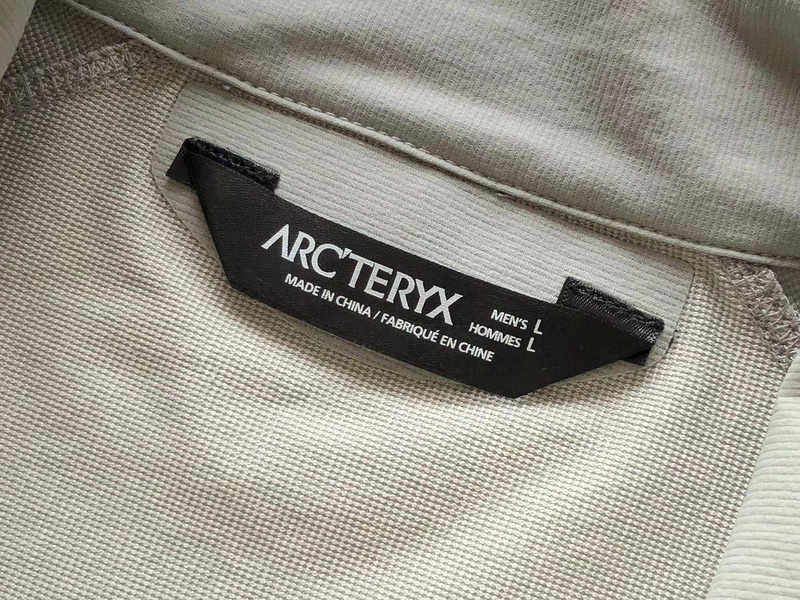 ARC'TERYX
MADE IN CHINA / FABRIQUÉ EN CHINE
MEN'S L
HOMMES L